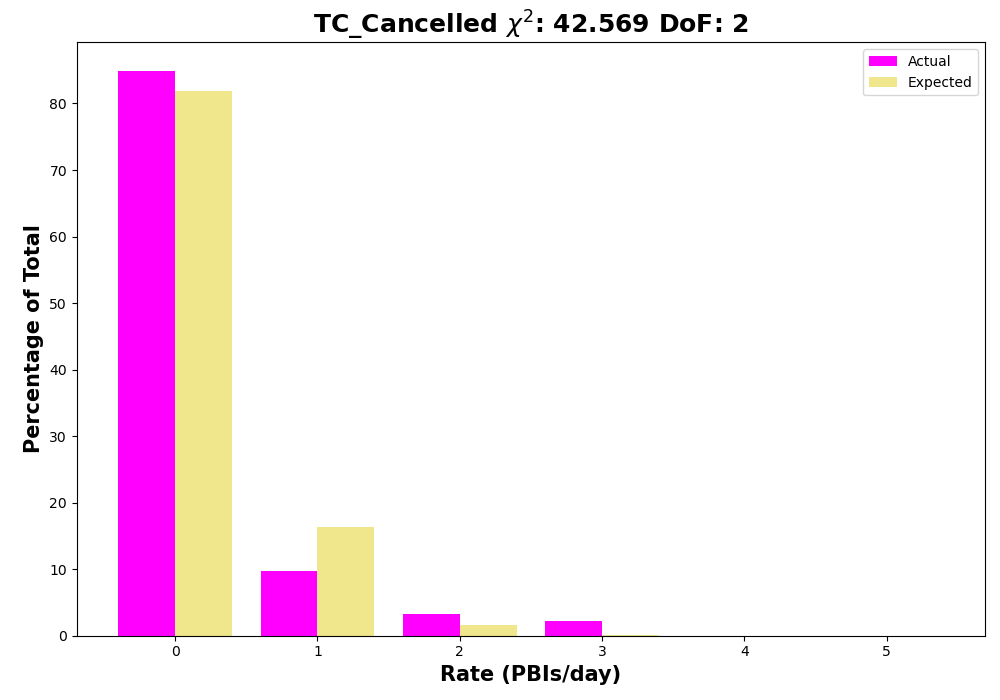 TC_Cancelled χ²: 42.569 DoF: 2
Actual
Expected
Percentage of Total
80
70
60
50
40
30
20
10
0
0 1 2 3 4 5
Rate (PBIs/day)